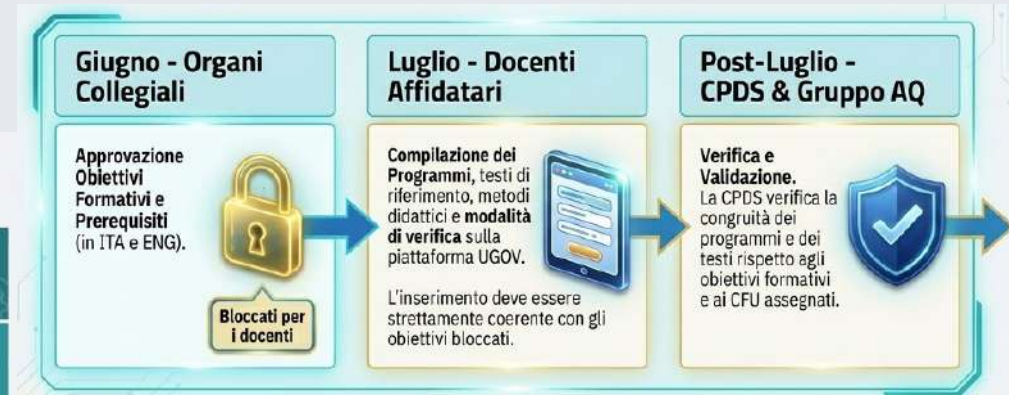 Giugno - Organi
Collegiali
Approvazione
Obiettivi
Formativi e
Prerequisiti
(in ITA e ENG).
Bloccati per
i docenti
Luglio - Docenti
Affidatari
Compilazione dei
Programmi, testi di
riferimento, metodi
didattici e modalità
di verifica sulla
piattaforma UGOV.
L'inserimento deve essere
strettamente coerente con gli
obiettivi bloccati.
Post-Luglio -
CPDS & Gruppo AQ
Verifica e
Validazione.
La CPDS verifica la
congruità dei
programmi e dei
testi rispetto agli
obiettivi formativi
e ai CFU assegnati.